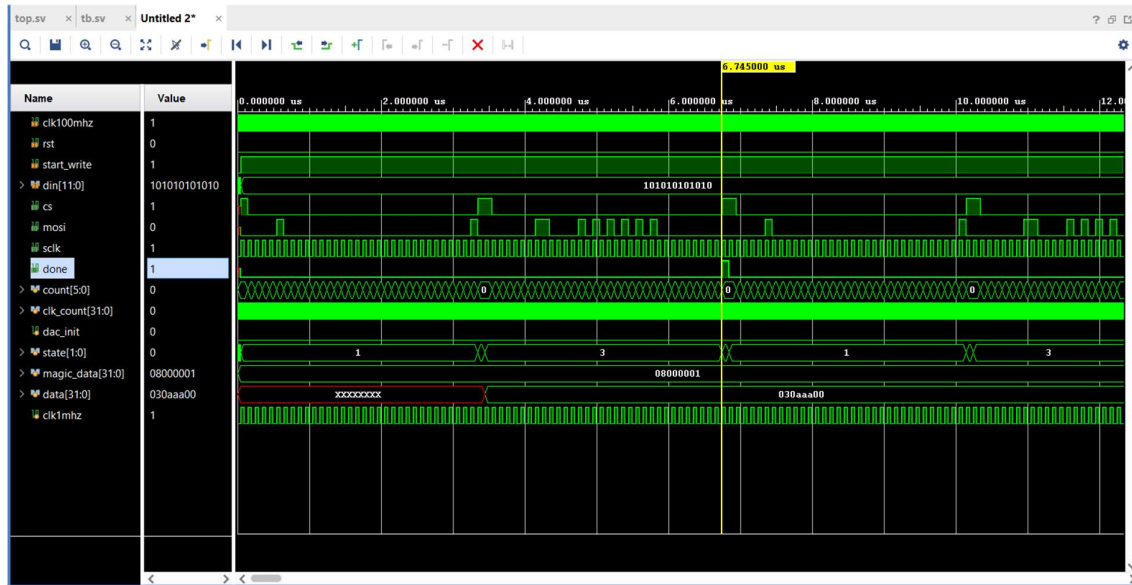 top.sv × tb.sv × Untitled 2* ×
?
6.745000 us
Name Value
0.000000 us 2.000000 us 4.000000 us 6.000000 us 8.000000 us 10.000000 us 12.0
clk100mhz 1
rst 0
start_write 1
> din[11:0] 101010101010 101010101010
cs 1
mosi 0
sclk 1
done 1
> count[5:0] 0 0 0 0
> clk_count[31:0] 0
dac_init 0
> state[1:0] 0 1 3 1 3
> magic_data[31:0] 08000001 08000001
> data[31:0] 030aaa00 XXXXXXXX 030aaa00
clk1mhz 1